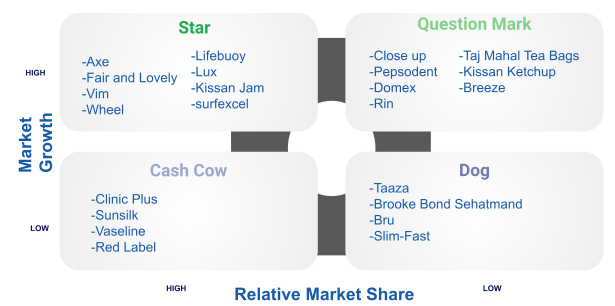 Star
-Axe
-Fair and Lovely
-Vim
-Wheel
-Lifebuoy
-Lux
-Kissan Jam
-surfexcel
Question Mark
-Close up
-Pepsodent
-Domex
-Rin
-Taj Mahal Tea Bags
-Kissan Ketchup
-Breeze
HIGH
Market
Growth
LOW
Cash Cow
-Clinic Plus
-Sunsilk
-Vaseline
-Red Label
Dog
-Taaza
-Brooke Bond Sehatmand
-Bru
-Slim-Fast
HIGH
Relative Market Share
LOW